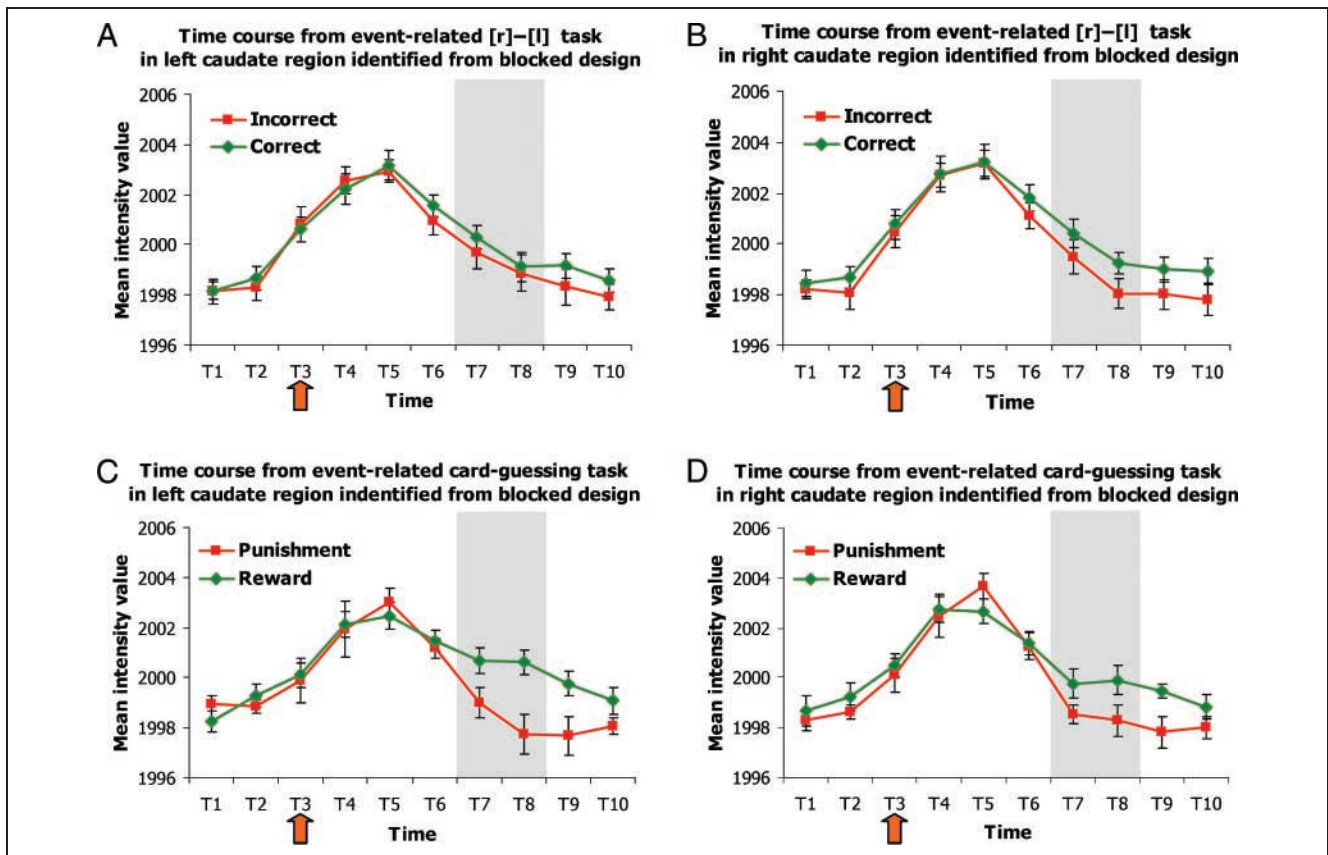 A
Time course from event-related [r]–[l] task
in left caudate region identified from blocked design
Mean intensity value
2006
2004
2002
2000
1998
1996
Incorrect
Correct
T1 T2 T3 T4 T5 T6 T7 T8 T9 T10
Time
B
Time course from event-related [r]–[l] task
in right caudate region identified from blocked design
Mean intensity value
2006
2004
2002
2000
1998
1996
Incorrect
Correct
T1 T2 T3 T4 T5 T6 T7 T8 T9 T10
Time
C
Time course from event-related card-guessing task
in left caudate region indentified from blocked design
Mean intensity value
2006
2004
2002
2000
1998
1996
Punishment
Reward
T1 T2 T3 T4 T5 T6 T7 T8 T9 T10
Time
D
Time course from event-related card-guessing task
in right caudate region indentified from blocked design
Mean intensity value
2006
2004
2002
2000
1998
1996
Punishment
Reward
T1 T2 T3 T4 T5 T6 T7 T8 T9 T10
Time